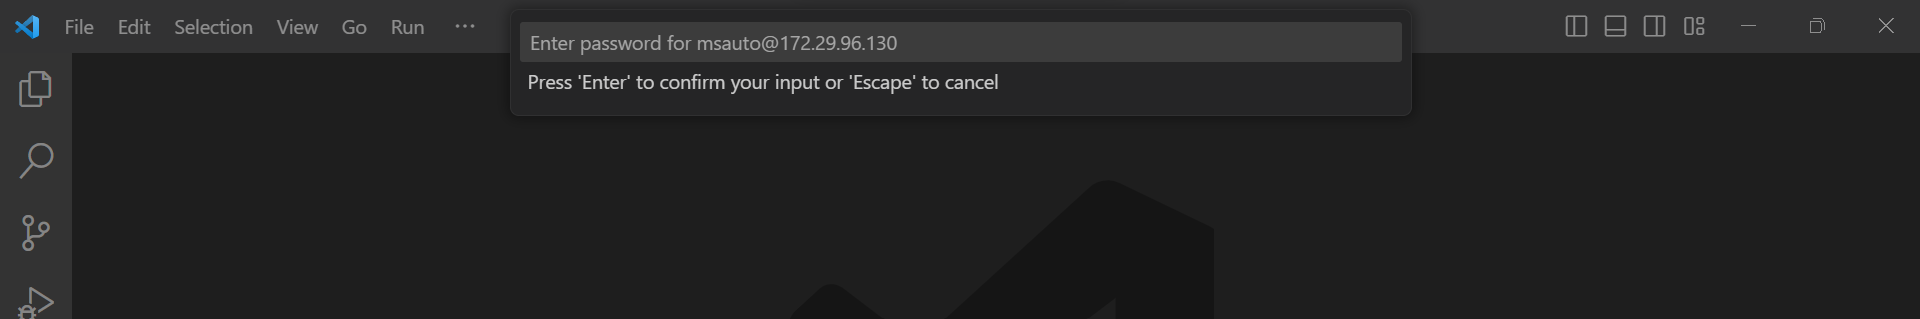 File Edit Selection View Go Run ···
Enter password for msauto@172.29.96.130
Press 'Enter' to confirm your input or 'Escape' to cancel